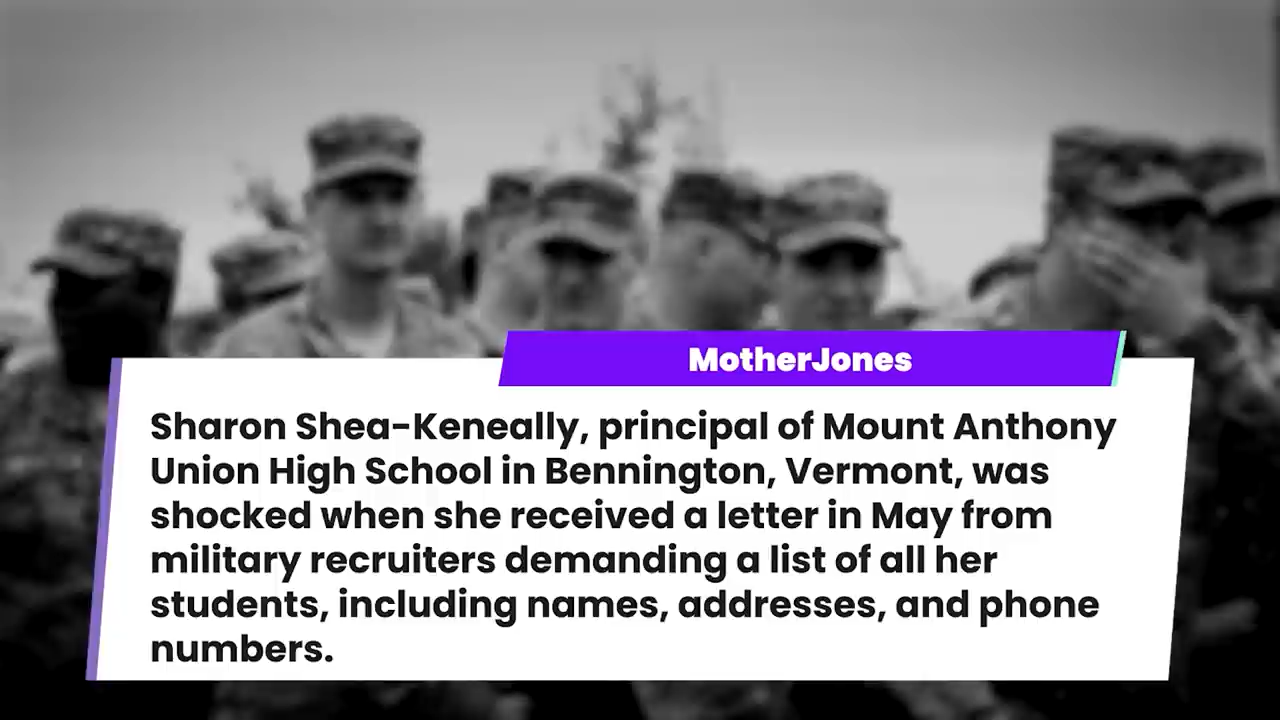 MotherJones
Sharon Shea-Keneally, principal of Mount Anthony
Union High School in Bennington, Vermont, was
shocked when she received a letter in May from
military recruiters demanding a list of all her
students, including names, addresses, and phone
numbers.